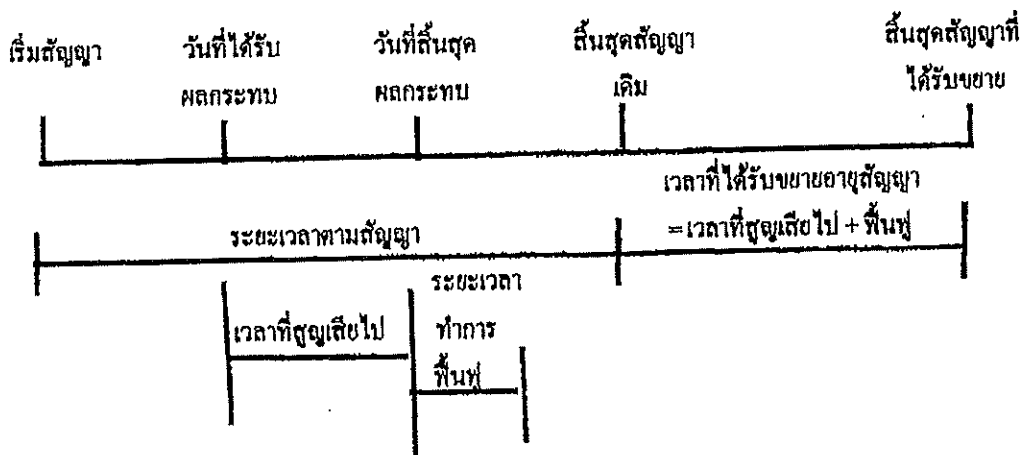 เริ่มสัญญา
วันที่ได้รับ
ผลกระทบ
วันที่สิ้นสุด
ผลกระทบ
สิ้นสุดสัญญา
เดิม
สิ้นสุดสัญญาที่
ได้รับขยาย
เวลาที่ได้รับขยายอายุสัญญา
=เวลาที่สูญเสียไป + ฟื้นฟู
ระยะเวลาตามสัญญา
เวลาที่สูญเสียไป
ระยะเวลา
ทำการ
ฟื้นฟู